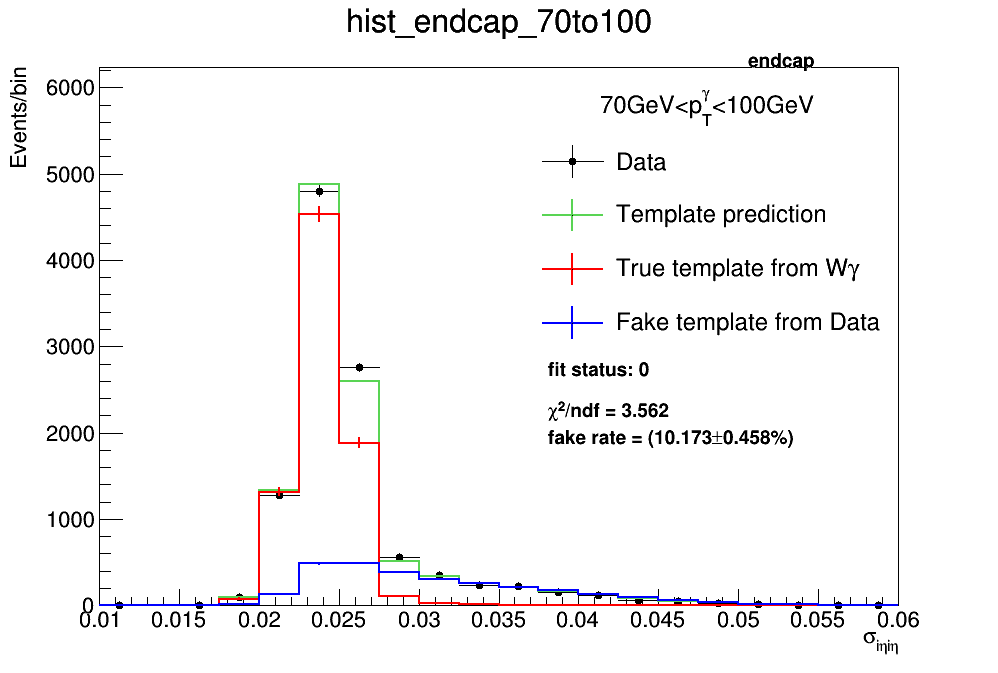 hist_endcap_70to100
endcap
Events/bin
70GeV<p_T^γ<100GeV
Data
Template prediction
True template from Wγ
Fake template from Data
fit status: 0
χ²/ndf = 3.562
fake rate = (10.173±0.458%)
6000
5000
4000
3000
2000
1000
0
0.01 0.015 0.02 0.025 0.03 0.035 0.04 0.045 0.05 0.055 0.06
σ_iηiη